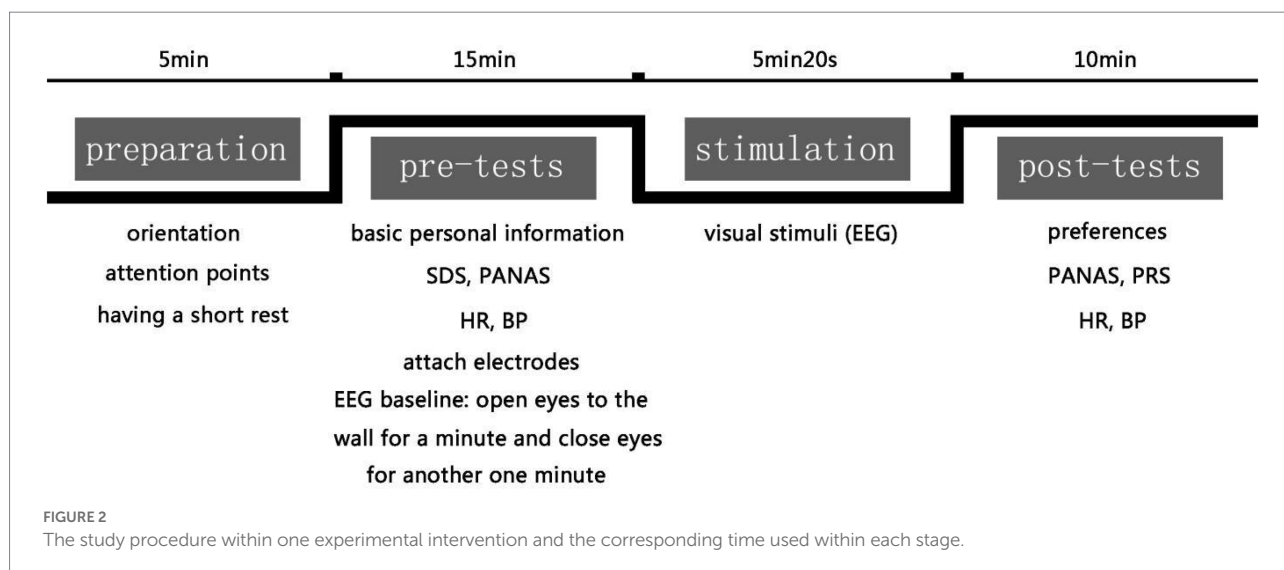 5min 15min 5min20s 10min
preparation pre-tests stimulation post-tests
orientation basic personal information visual stimuli (EEG) preferences
attention points SDS, PANAS PANAS, PRS
having a short rest HR, BP HR, BP
attach electrodes
EEG baseline: open eyes to the
wall for a minute and close eyes
for another one minute
FIGURE 2
The study procedure within one experimental intervention and the corresponding time used within each stage.